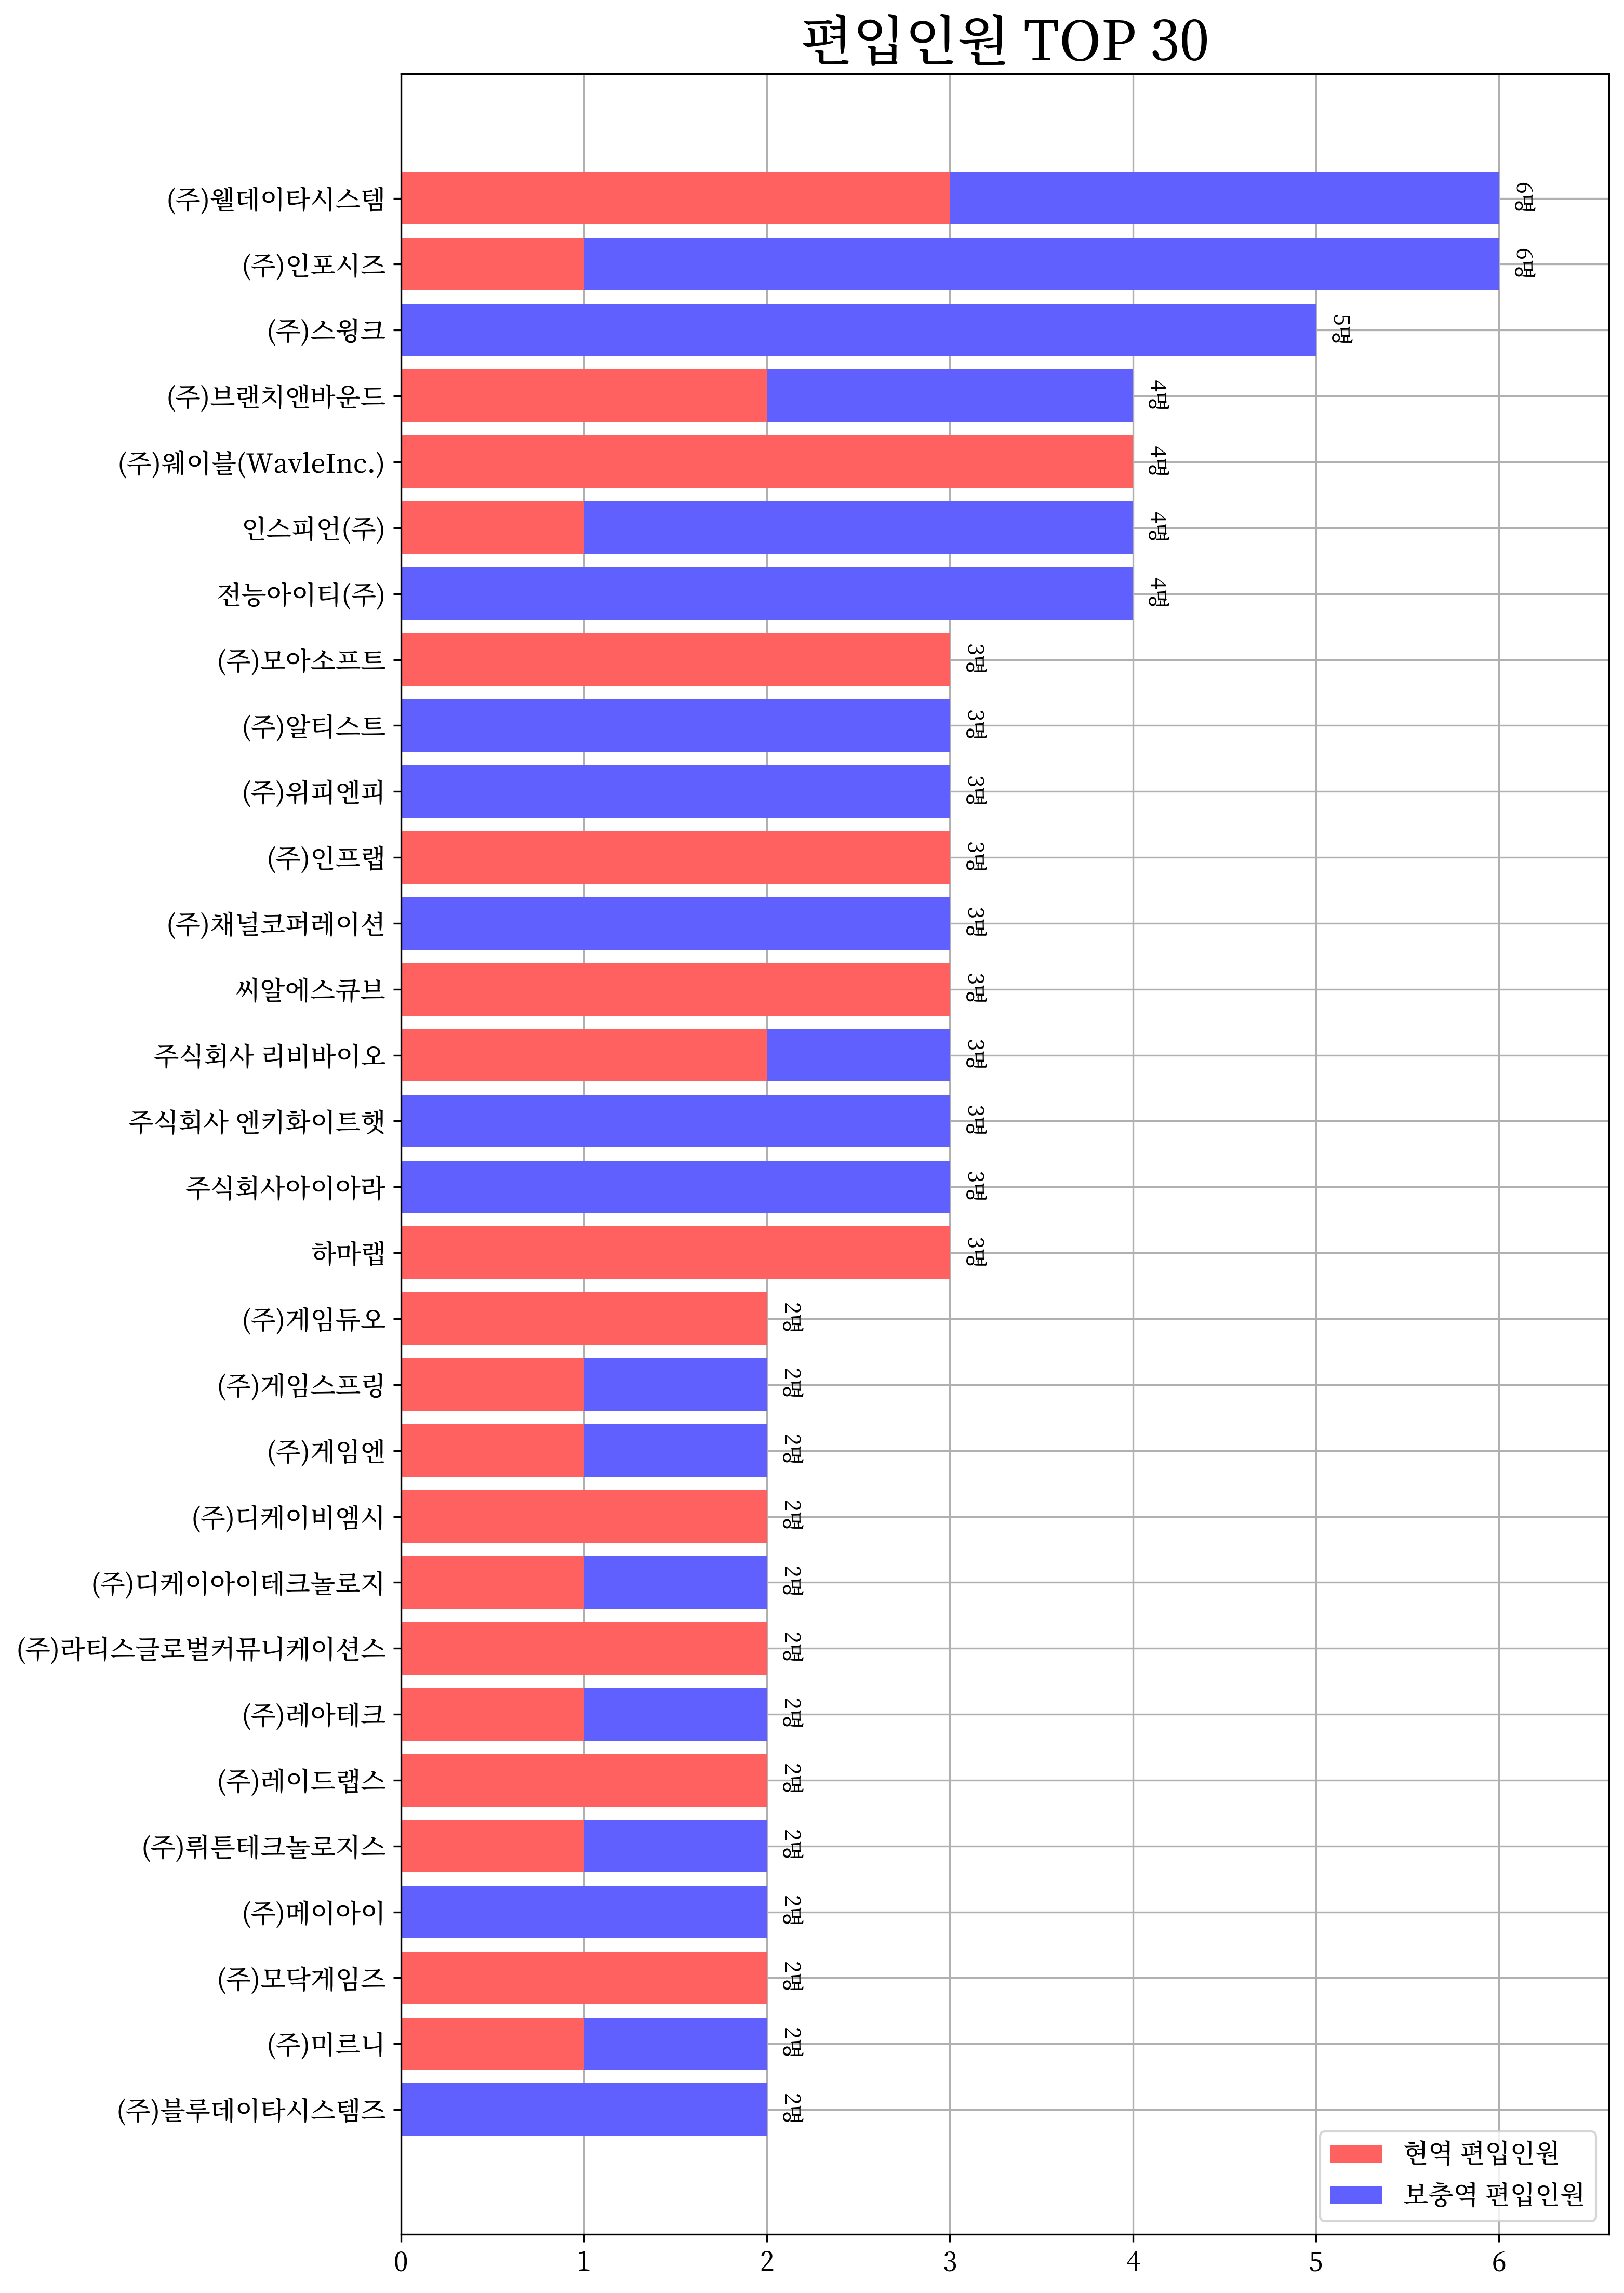 편입인원 TOP 30
(주)웰데이타시스템 6명
(주)인포시즈 6명
(주)스윙크 5명
(주)브랜치앤바운드 4명
(주)웨이블(WavleInc.) 4명
인스피언(주) 4명
전능아이티(주) 4명
(주)모아소프트 3명
(주)알티스트 3명
(주)위피엔피 3명
(주)인프랩 3명
(주)채널코퍼레이션 3명
씨알에스큐브 3명
주식회사 리비바이오 3명
주식회사 엔키화이트햇 3명
주식회사아이아라 3명
하마랩 3명
(주)게임듀오 2명
(주)게임스프링 2명
(주)게임엔 2명
(주)디케이비엠시 2명
(주)디케이아이테크놀로지 2명
(주)라티스글로벌커뮤니케이션스 2명
(주)레아테크 2명
(주)레이드랩스 2명
(주)뤼튼테크놀로지스 2명
(주)메이아이 2명
(주)모닥게임즈 2명
(주)미르니 2명
(주)블루데이타시스템즈 2명
현역 편입인원
보충역 편입인원
0 1 2 3 4 5 6